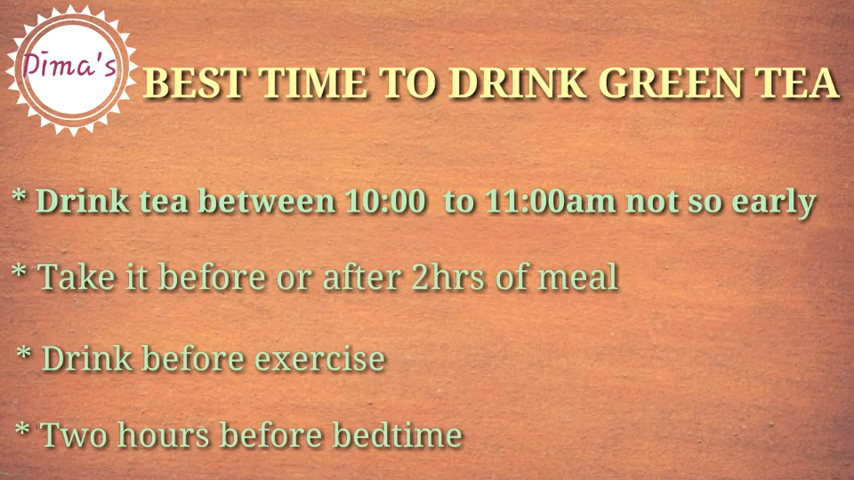 Dīma's
BEST TIME TO DRINK GREEN TEA
* Drink tea between 10:00 to 11:00am not so early
* Take it before or after 2hrs of meal
* Drink before exercise
* Two hours before bedtime